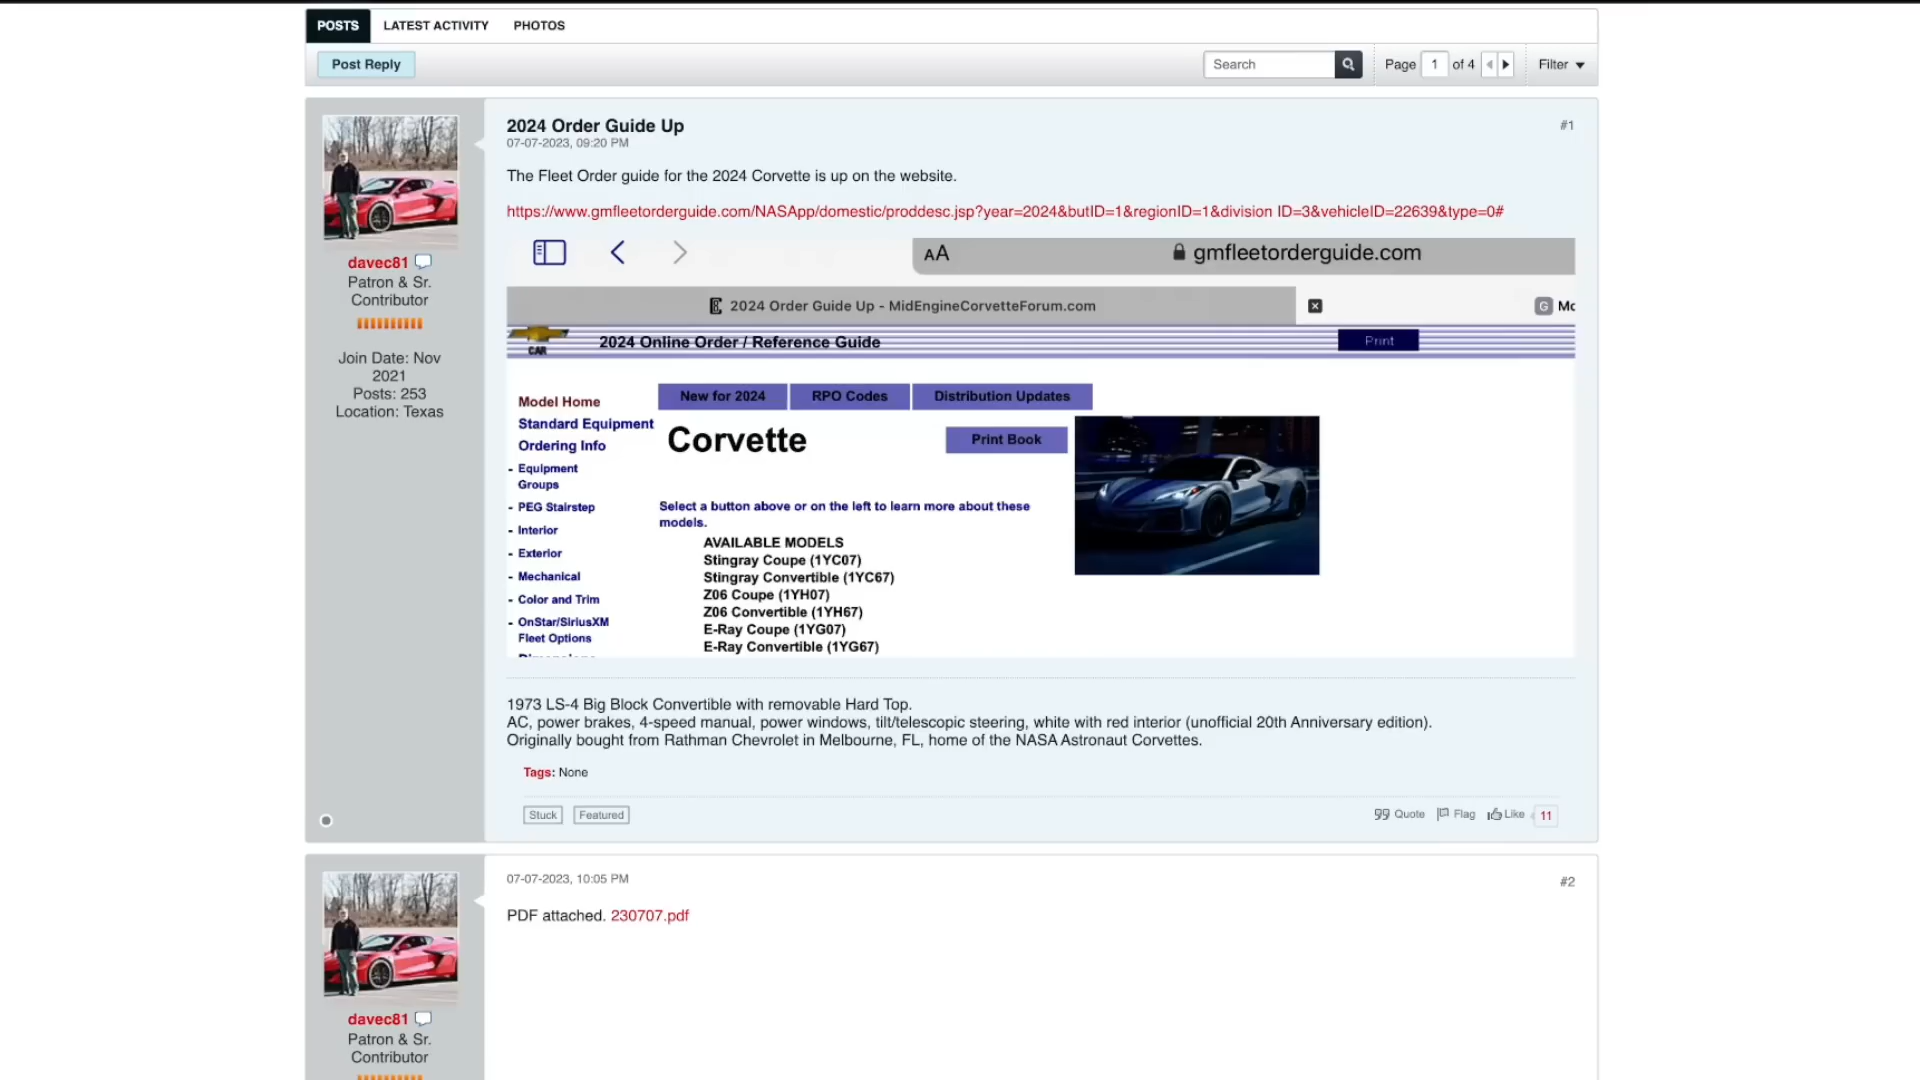 POSTS LATEST ACTIVITY PHOTOS
Post Reply Search Page 1 of 4 Filter
2024 Order Guide Up #1
07-07-2023, 09:20 PM
The Fleet Order guide for the 2024 Corvette is up on the website.
https://www.gmfleetorderguide.com/NASApp/domestic/proddesc.jsp?year=2024&butID=1&regionID=1&division ID=3&vehicleID=22639&type=0#
AA gmfleetorderguide.com
2024 Order Guide Up - MidEngineCorvetteForum.com G Mc
CAR 2024 Online Order / Reference Guide Print
New for 2024 RPO Codes Distribution Updates
Model Home
Standard Equipment
Ordering Info
- Equipment
Groups
- PEG Stairstep
- Interior
- Exterior
- Mechanical
- Color and Trim
- OnStar/SiriusXM
Fleet Options
Corvette Print Book
Select a button above or on the left to learn more about these
models.
AVAILABLE MODELS
Stingray Coupe (1YC07)
Stingray Convertible (1YC67)
Z06 Coupe (1YH07)
Z06 Convertible (1YH67)
E-Ray Coupe (1YG07)
E-Ray Convertible (1YG67)
davec81
Patron & Sr.
Contributor
Join Date: Nov
2021
Posts: 253
Location: Texas
1973 LS-4 Big Block Convertible with removable Hard Top.
AC, power brakes, 4-speed manual, power windows, tilt/telescopic steering, white with red interior (unofficial 20th Anniversary edition).
Originally bought from Rathman Chevrolet in Melbourne, FL, home of the NASA Astronaut Corvettes.
Tags: None
Stuck Featured Quote Flag Like 11
07-07-2023, 10:05 PM #2
PDF attached. 230707.pdf
davec81
Patron & Sr.
Contributor